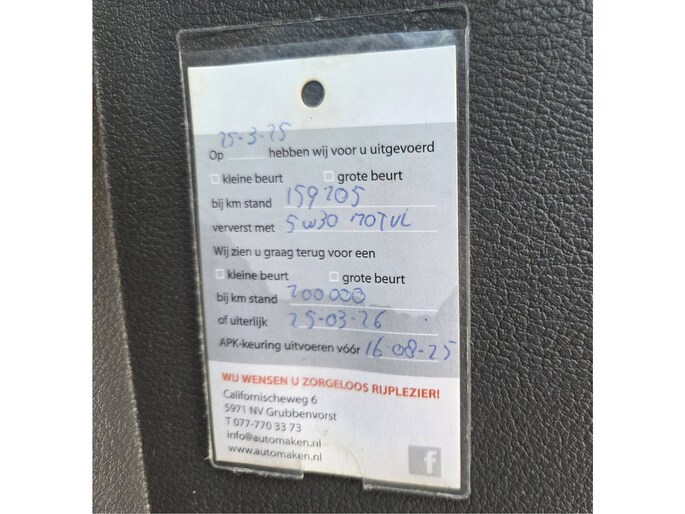 25-3-25
Op ____ hebben wij voor u uitgevoerd
kleine beurt grote beurt
bij km stand 159205
ververst met 5W30 MOTUL
Wij zien u graag terug voor een
kleine beurt grote beurt
bij km stand 200000
of uiterlijk 25-03-26
APK-keuring uitvoeren vóór 16-08-25
WIJ WENSEN U ZORGELOOS RIJPLEZIER!
Californischeweg 6
5971 NV Grubbenvorst
T 077-770 33 73
info@automaken.nl
www.automaken.nl
f